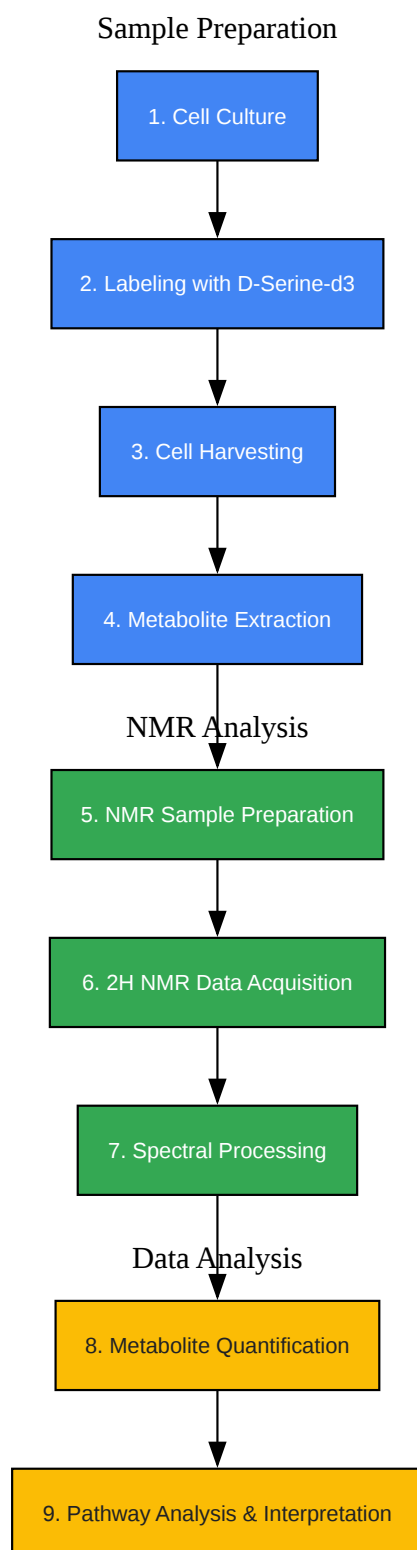 Sample Preparation
1. Cell Culture
2. Labeling with D-Serine-d3
3. Cell Harvesting
4. Metabolite Extraction
NMR Analysis
5. NMR Sample Preparation
6. 2H NMR Data Acquisition
7. Spectral Processing
Data Analysis
8. Metabolite Quantification
9. Pathway Analysis & Interpretation